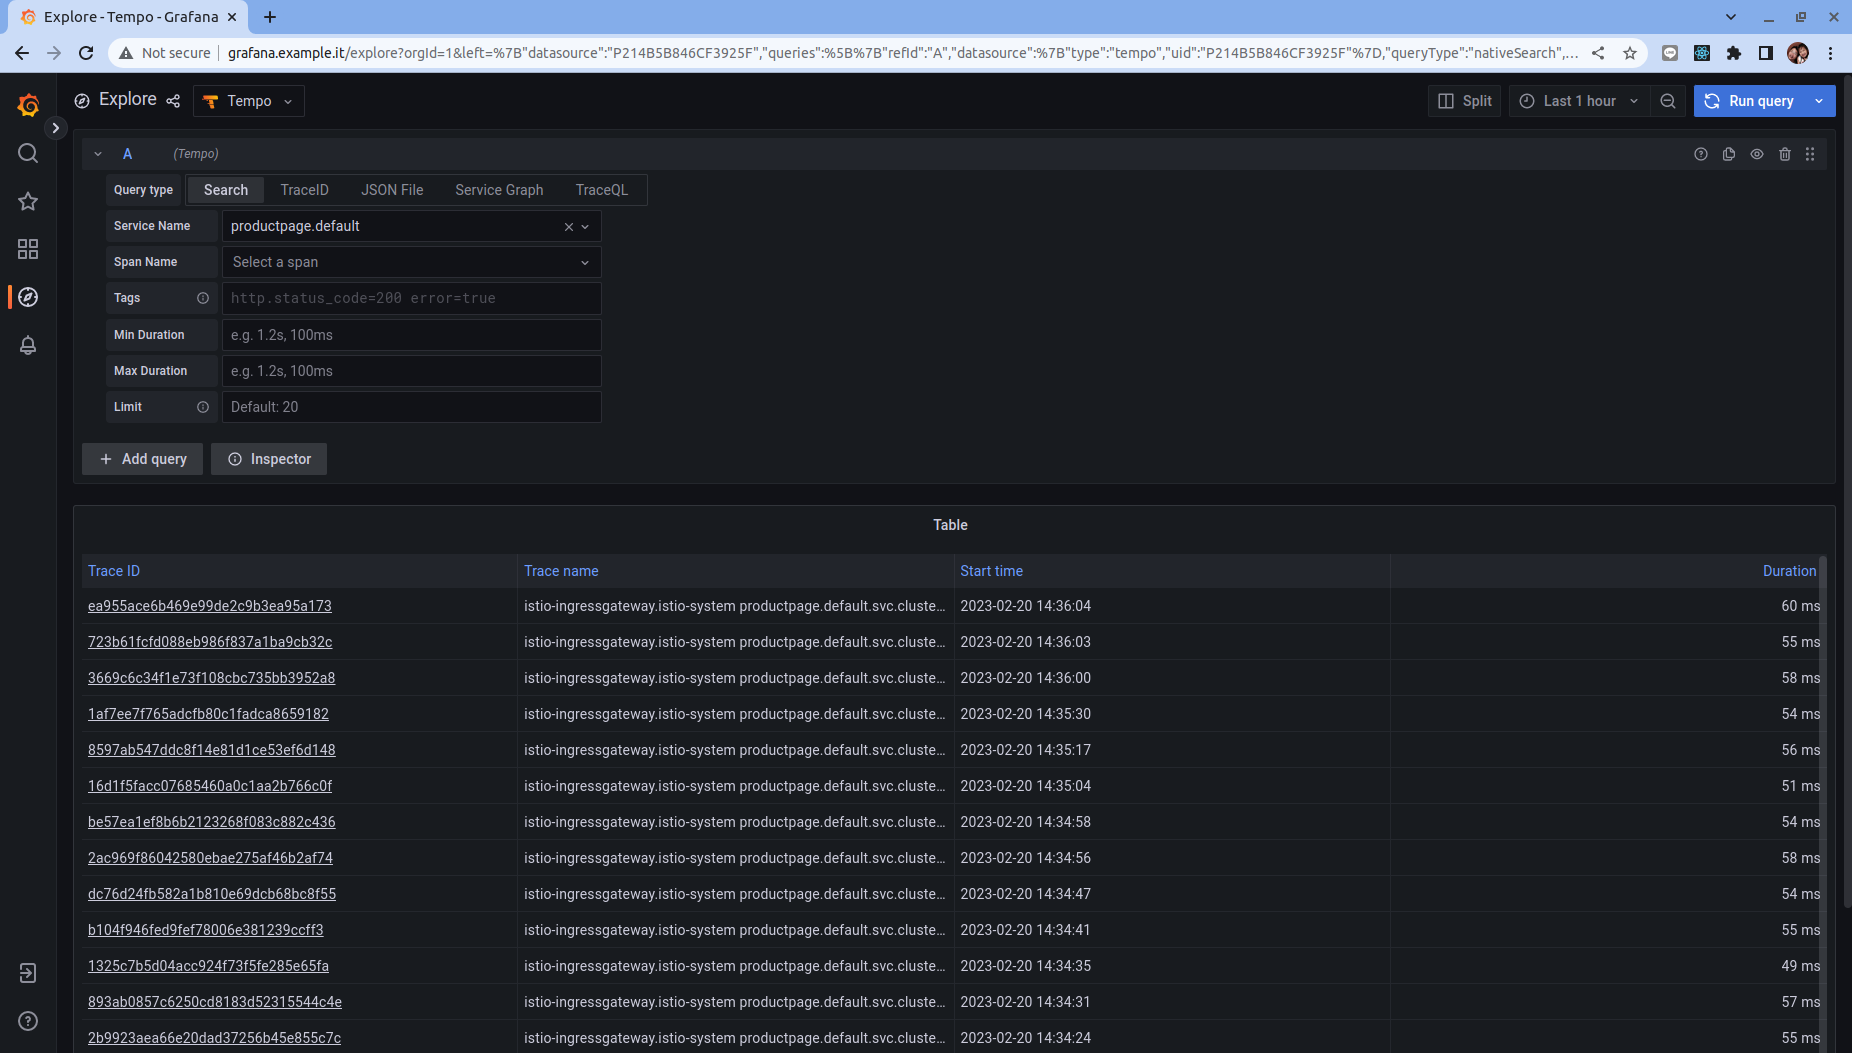 Explore - Tempo - Grafana
Not secure grafana.example.it/explore?orgId=1&left=%7B"datasource":"P214B5B846CF3925F","queries":%5B%7B"refId":"A","datasource":%7B"type":"tempo","uid":"P214B5B846CF3925F"%7D,"queryType":"nativeSearch",...
Explore Tempo Split Last 1 hour Run query
A (Tempo)
Query type Search TraceID JSON File Service Graph TraceQL
Service Name productpage.default
Span Name Select a span
Tags http.status_code=200 error=true
Min Duration e.g. 1.2s, 100ms
Max Duration e.g. 1.2s, 100ms
Limit Default: 20
+ Add query Inspector
Table
Trace ID Trace name Start time Duration
ea955ace6b469e99de2c9b3ea95a173 istio-ingressgateway.istio-system productpage.default.svc.cluste... 2023-02-20 14:36:04 60 ms
723b61fcfd088eb986f837a1ba9cb32c istio-ingressgateway.istio-system productpage.default.svc.cluste... 2023-02-20 14:36:03 55 ms
3669c6c34f1e73f108cbc735bb3952a8 istio-ingressgateway.istio-system productpage.default.svc.cluste... 2023-02-20 14:36:00 58 ms
1af7ee7f765adcfb80c1fadca8659182 istio-ingressgateway.istio-system productpage.default.svc.cluste... 2023-02-20 14:35:30 54 ms
8597ab547ddc8f14e81d1ce53ef6d148 istio-ingressgateway.istio-system productpage.default.svc.cluste... 2023-02-20 14:35:17 56 ms
16d1f5facc07685460a0c1aa2b766c0f istio-ingressgateway.istio-system productpage.default.svc.cluste... 2023-02-20 14:35:04 51 ms
be57ea1ef8b6b2123268f083c882c436 istio-ingressgateway.istio-system productpage.default.svc.cluste... 2023-02-20 14:34:58 54 ms
2ac969f86042580ebae275af46b2af74 istio-ingressgateway.istio-system productpage.default.svc.cluste... 2023-02-20 14:34:56 58 ms
dc76d24fb582a1b810e69dcb68bc8f55 istio-ingressgateway.istio-system productpage.default.svc.cluste... 2023-02-20 14:34:47 54 ms
b104f946fed9fef78006e381239ccff3 istio-ingressgateway.istio-system productpage.default.svc.cluste... 2023-02-20 14:34:41 55 ms
1325c7b5d04acc924f73f5fe285e65fa istio-ingressgateway.istio-system productpage.default.svc.cluste... 2023-02-20 14:34:35 49 ms
893ab0857c6250cd8183d52315544c4e istio-ingressgateway.istio-system productpage.default.svc.cluste... 2023-02-20 14:34:31 57 ms
2b9923aea66e20dad37256b45e855c7c istio-ingressgateway.istio-system productpage.default.svc.cluste... 2023-02-20 14:34:24 55 ms